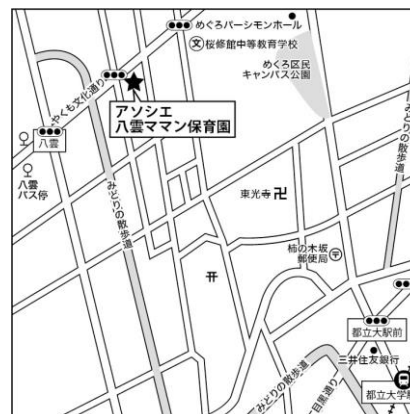 めぐろパーシモンホール
文 桜修館中等教育学校
めぐろ区民
キャンパス公園
やくも文化通り
アソシエ
八雲ママン保育園
八雲
八雲
バス停
みどりの散歩道
みどりの散歩道
東光寺
柿の木坂
郵便局
都立大駅前
三井住友銀行
都立大学駅
みどりの散歩道
目黒通り